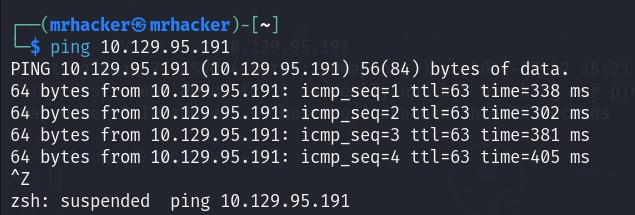 ┌──(mrhacker㉿mrhacker)-[~]
└─$ ping 10.129.95.191
PING 10.129.95.191 (10.129.95.191) 56(84) bytes of data.
64 bytes from 10.129.95.191: icmp_seq=1 ttl=63 time=338 ms
64 bytes from 10.129.95.191: icmp_seq=2 ttl=63 time=302 ms
64 bytes from 10.129.95.191: icmp_seq=3 ttl=63 time=381 ms
64 bytes from 10.129.95.191: icmp_seq=4 ttl=63 time=405 ms
^Z
zsh: suspended  ping 10.129.95.191